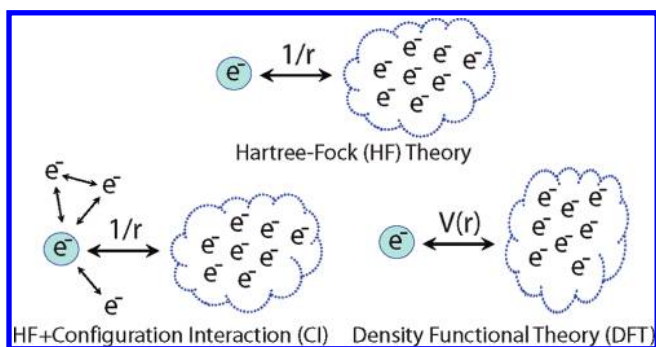 e⁻ 1/r e⁻ e⁻ e⁻ e⁻ e⁻ e⁻ e⁻ e⁻
Hartree-Fock (HF) Theory
e⁻ e⁻
e⁻ 1/r e⁻ e⁻ e⁻ e⁻ e⁻ e⁻ e⁻ e⁻
e⁻
HF+Configuration Interaction (CI)
e⁻ V(r) e⁻ e⁻ e⁻ e⁻ e⁻ e⁻ e⁻ e⁻
Density Functional Theory (DFT)